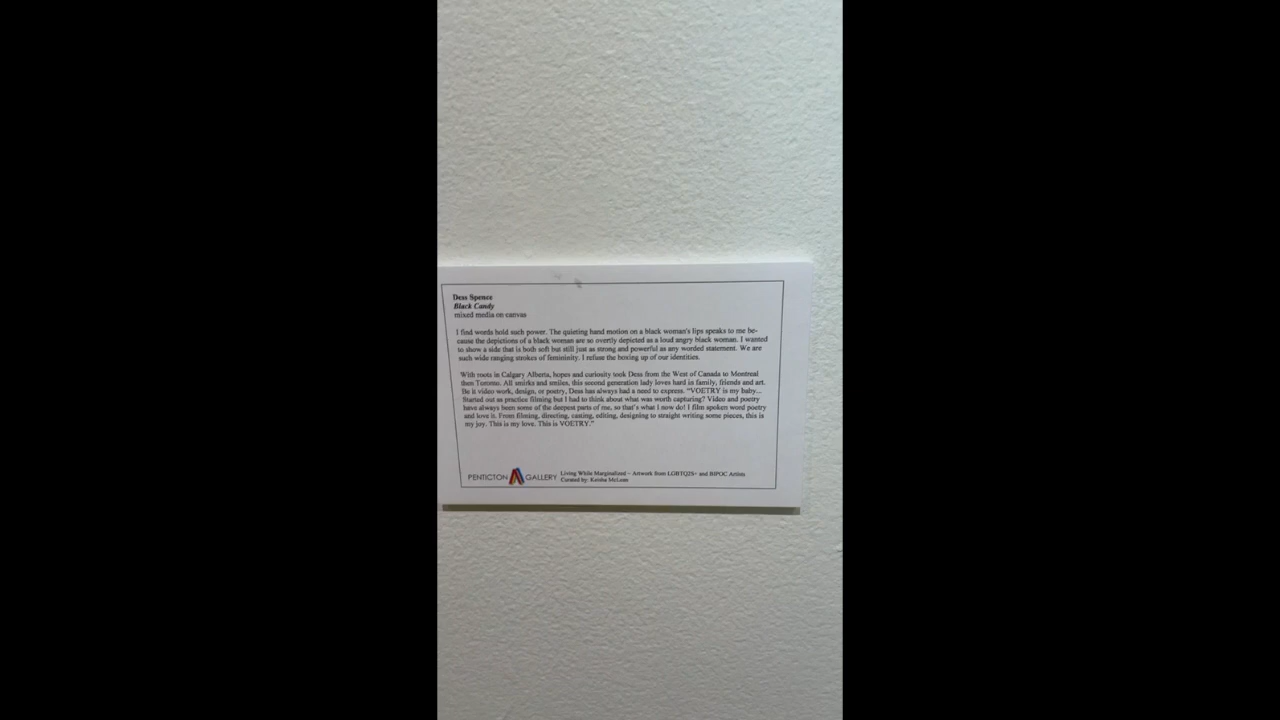 Dess Spence
Black Candy
mixed media on canvas
I find words hold such power. The quieting hand motion on a black woman's lips speaks to me be-
cause the depictions of a black woman are so overtly depicted as a loud angry black woman. I wanted
to show a side that is both soft but still just as strong and powerful as any worded statement. We are
such wide ranging strokes of femininity. I refuse the boxing up of our identities.
With roots in Calgary Alberta, hopes and curiosity took Dess from the West of Canada to Montreal
then Toronto. All smirks and smiles, this second generation lady loves hard in family, friends and art.
Be it video work, design, or poetry, Dess has always had a need to express. “VOETRY is my baby...
Started out as practice filming but I had to think about what was worth capturing? Video and poetry
have always been some of the deepest parts of me, so that's what I now do! I film spoken word poetry
and love it. From filming, directing, casting, editing, designing to straight writing some pieces, this is
my joy. This is my love. This is VOETRY.”
PENTICTON GALLERY
Living While Marginalized - Artwork from LGBTQ2S+ and BIPOC Artists
Curated by: Keisha McLean